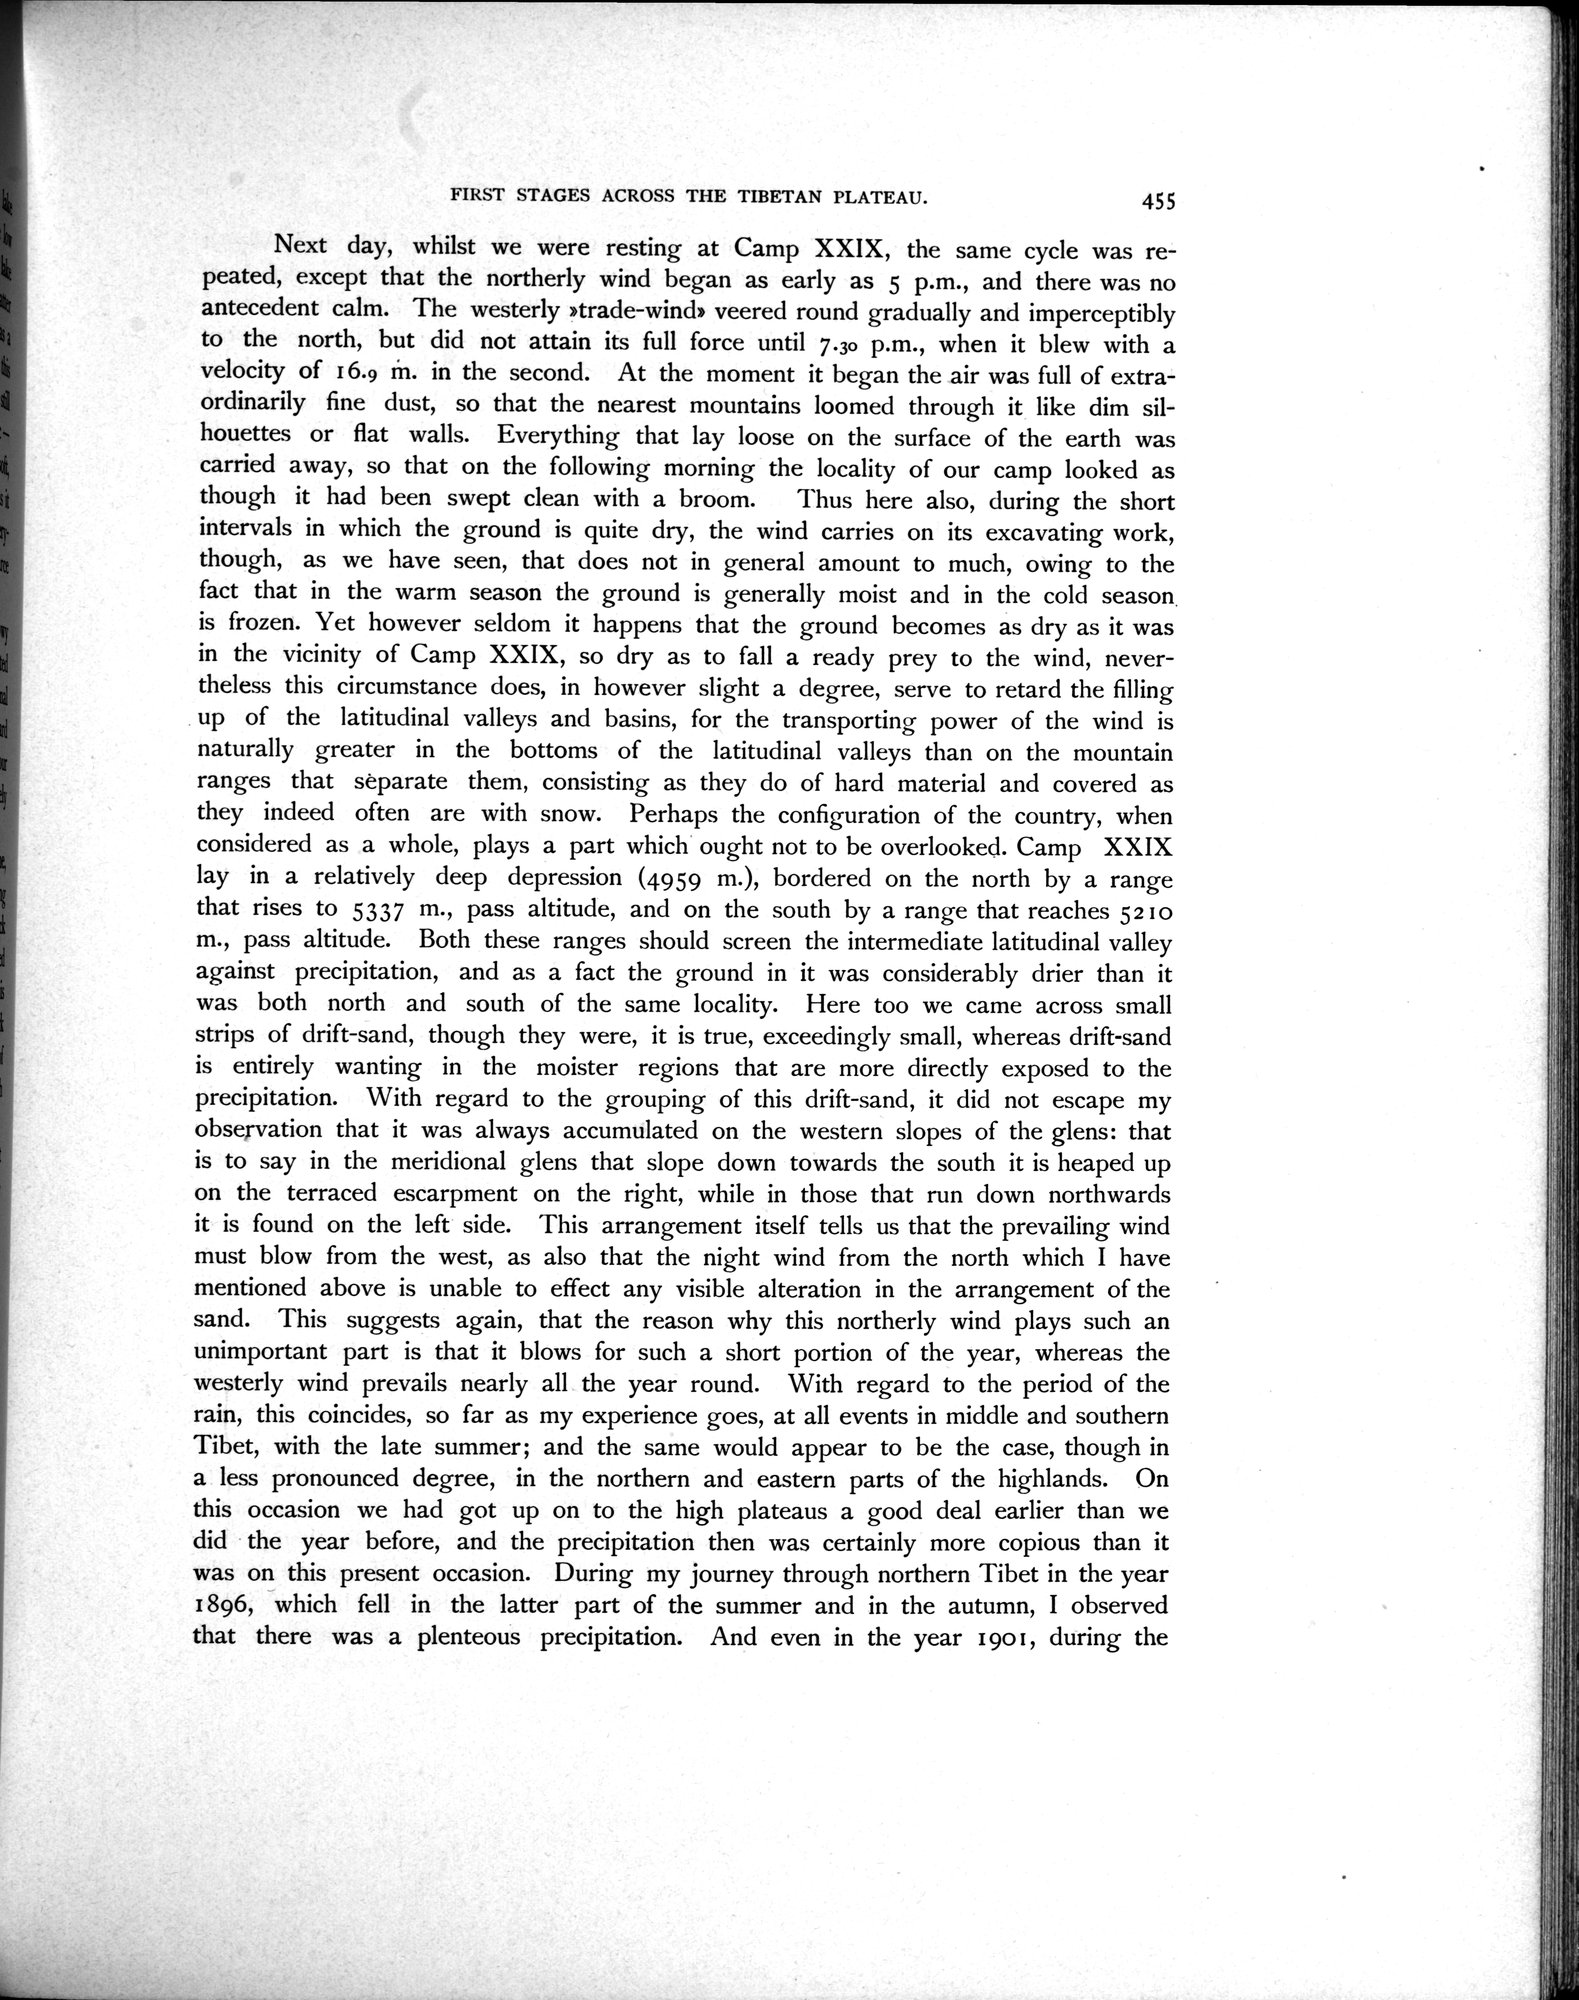 FIRST STAGES ACROSS THE TIBETAN PLATEAU. 455
Next day, whilst we were resting at Camp XXIX, the same cycle was re-
peated, except that the northerly wind began as early as 5 p.m., and there was no
antecedent calm. The westerly »trade-wind» veered round gradually and imperceptibly
to the north, but did not attain its full force until 7.30 p.m., when it blew with a
velocity of 16.9 m. in the second. At the moment it began the air was full of extra-
ordinarily fine dust, so that the nearest mountains loomed through it like dim sil-
houettes or flat walls. Everything that lay loose on the surface of the earth was
carried away, so that on the following morning the locality of our camp looked as
though it had been swept clean with a broom. Thus here also, during the short
intervals in which the ground is quite dry, the wind carries on its excavating work,
though, as we have seen, that does not in general amount to much, owing to the
fact that in the warm season the ground is generally moist and in the cold season
is frozen. Yet however seldom it happens that the ground becomes as dry as it was
in the vicinity of Camp XXIX, so dry as to fall a ready prey to the wind, never-
theless this circumstance does, in however slight a degree, serve to retard the filling
up of the latitudinal valleys and basins, for the transporting power of the wind is
naturally greater in the bottoms of the latitudinal valleys than on the mountain
ranges that separate them, consisting as they do of hard material and covered as
they indeed often are with snow. Perhaps the configuration of the country, when
considered as a whole, plays a part which ought not to be overlooked. Camp XXIX
lay in a relatively deep depression (4959 m.), bordered on the north by a range
that rises to 5337 m., pass altitude, and on the south by a range that reaches 5210
m., pass altitude. Both these ranges should screen the intermediate latitudinal valley
against precipitation, and as a fact the ground in it was considerably drier than it
was both north and south of the same locality. Here too we came across small
strips of drift-sand, though they were, it is true, exceedingly small, whereas drift-sand
is entirely wanting in the moister regions that are more directly exposed to the
precipitation. With regard to the grouping of this drift-sand, it did not escape my
observation that it was always accumulated on the western slopes of the glens: that
is to say in the meridional glens that slope down towards the south it is heaped up
on the terraced escarpment on the right, while in those that run down northwards
it is found on the left side. This arrangement itself tells us that the prevailing wind
must blow from the west, as also that the night wind from the north which I have
mentioned above is unable to effect any visible alteration in the arrangement of the
sand. This suggests again, that the reason why this northerly wind plays such an
unimportant part is that it blows for such a short portion of the year, whereas the
westerly wind prevails nearly all the year round. With regard to the period of the
rain, this coincides, so far as my experience goes, at all events in middle and southern
Tibet, with the late summer; and the same would appear to be the case, though in
a less pronounced degree, in the northern and eastern parts of the highlands. On
this occasion we had got up on to the high plateaus a good deal earlier than we
did the year before, and the precipitation then was certainly more copious than it
was on this present occasion. During my journey through northern Tibet in the year
1896, which fell in the latter part of the summer and in the autumn, I observed
that there was a plenteous precipitation. And even in the year 1901, during the